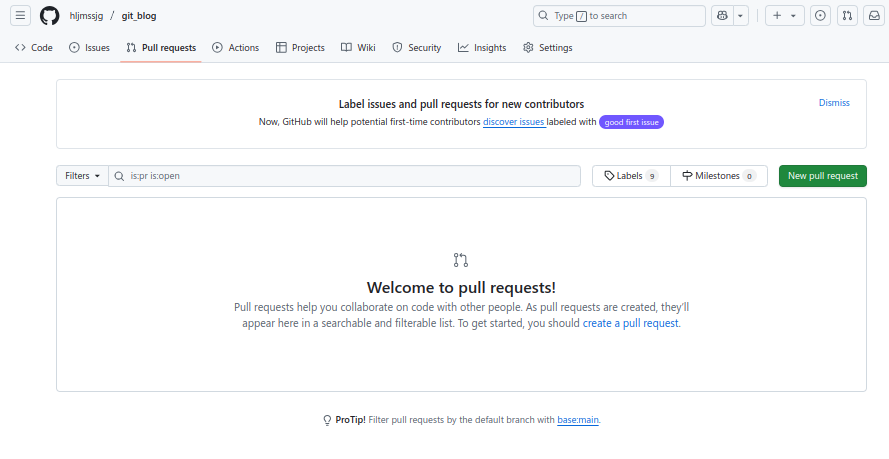 hljmssjg / git_blog
Type / to search
Code Issues Pull requests Actions Projects Wiki Security Insights Settings
Label issues and pull requests for new contributors
Dismiss
Now, GitHub will help potential first-time contributors discover issues labeled with good first issue
Filters is:pr is:open Labels 9 Milestones 0 New pull request
Welcome to pull requests!
Pull requests help you collaborate on code with other people. As pull requests are created, they'll
appear here in a searchable and filterable list. To get started, you should create a pull request.
ProTip! Filter pull requests by the default branch with base:main.